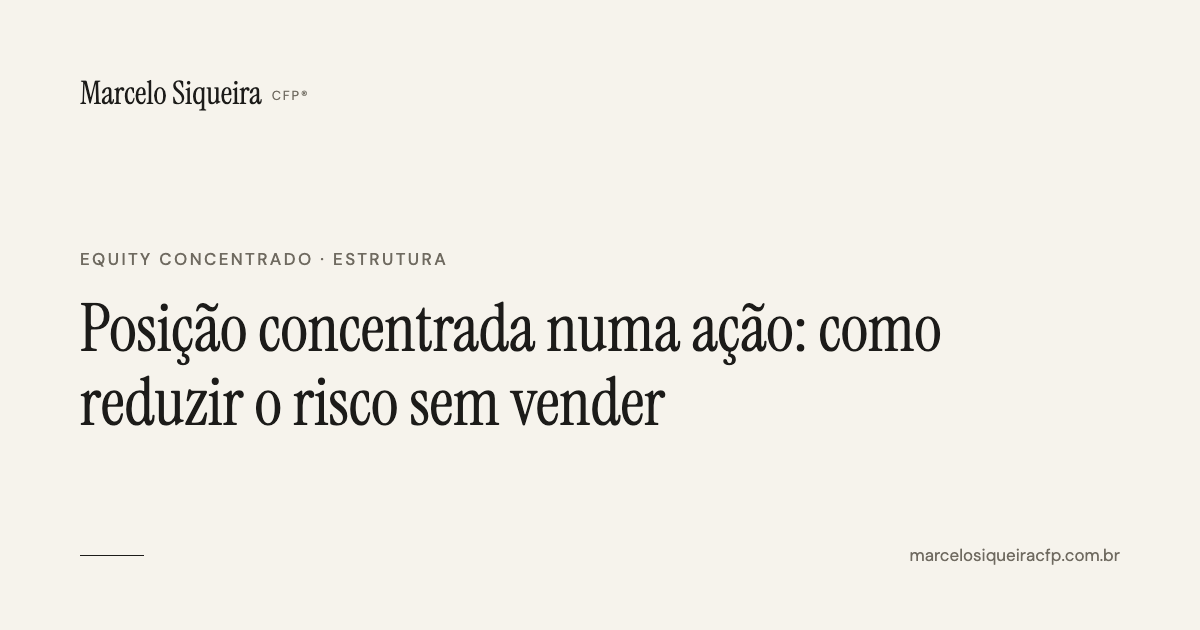 Marcelo Siqueira CFP®
EQUITY CONCENTRADO · ESTRUTURA
Posição concentrada numa ação: como
reduzir o risco sem vender
marcelosiqueiracfp.com.br